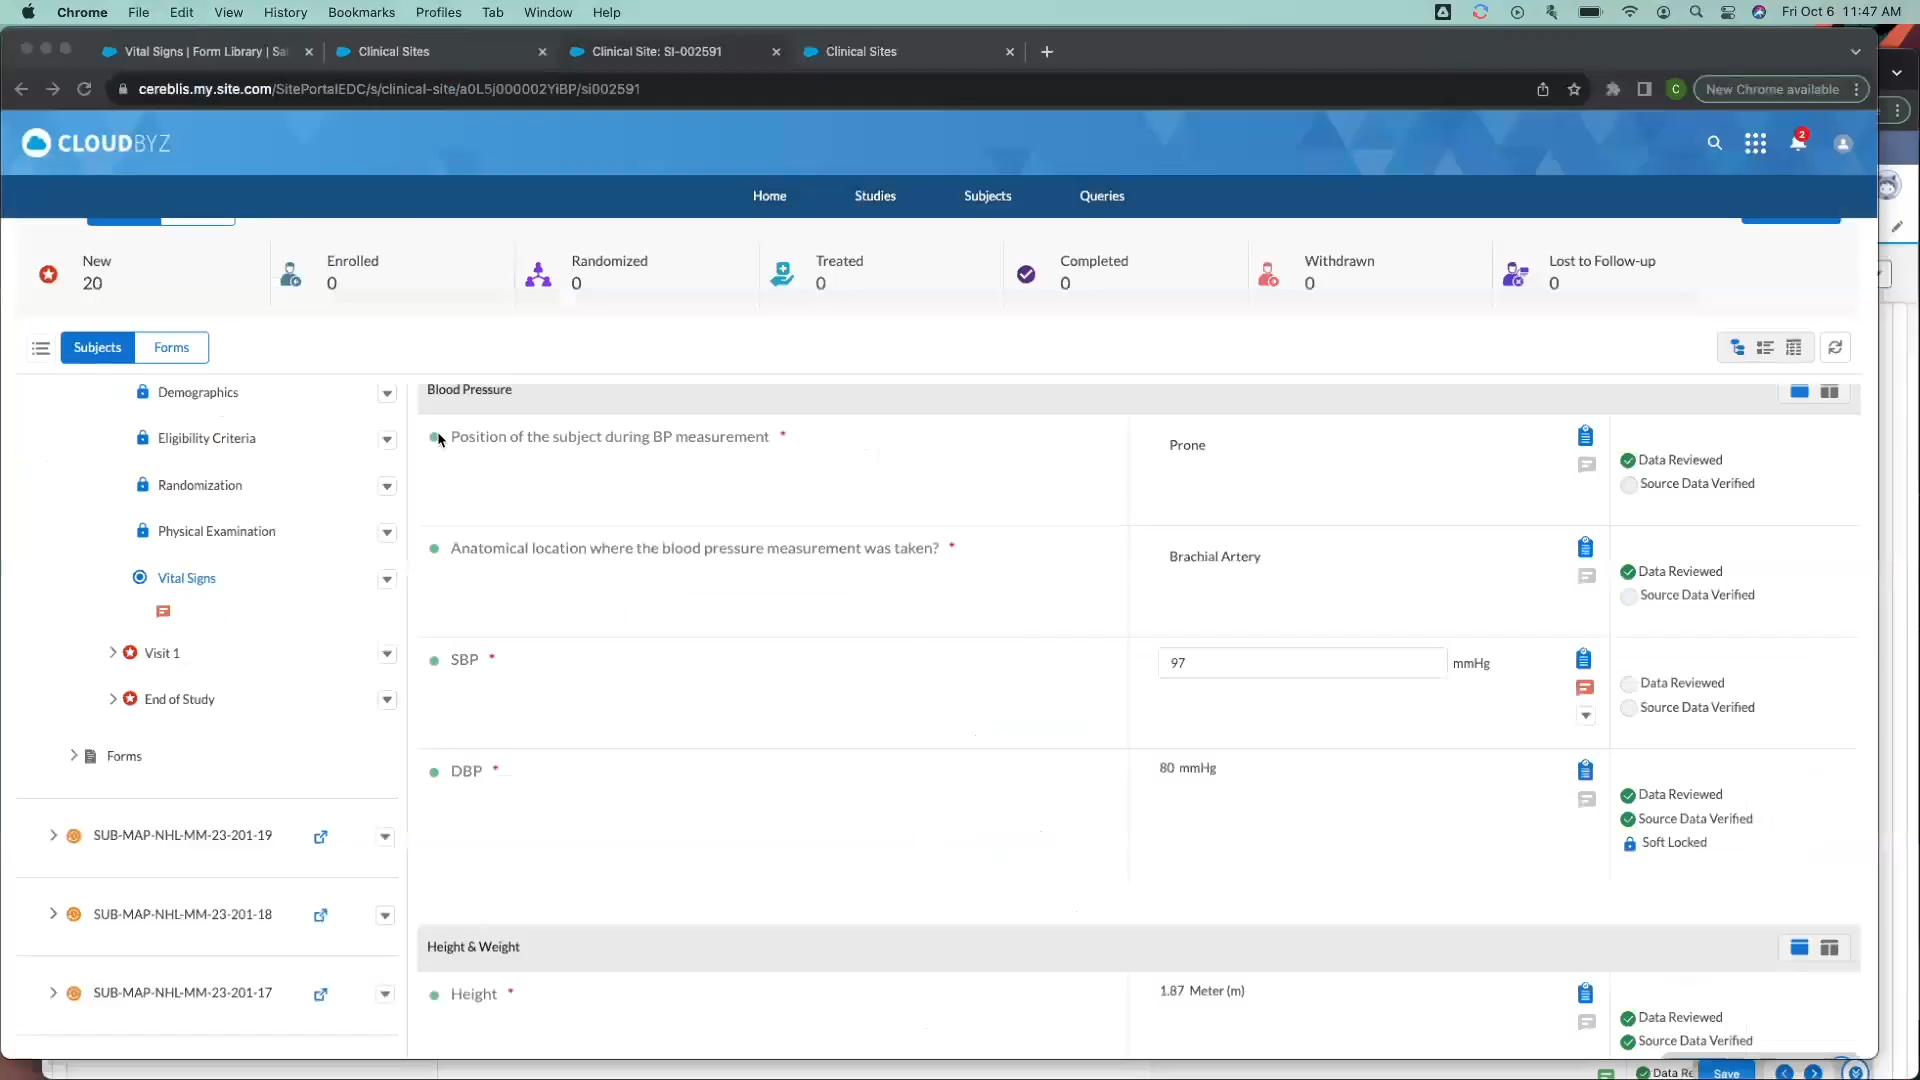 Chrome File Edit View History Bookmarks Profiles Tab Window Help Fri Oct 6 11:47 AM
Vital Signs | Form Library | Sa Clinical Sites Clinical Site: SI-002591 Clinical Sites
cereblis.my.site.com/SitePortalEDC/s/clinical-site/a0L5j000002YiBP/si002591 C New Chrome available
CLOUDBYZ 2
Home Studies Subjects Queries
New Enrolled Randomized Treated Completed Withdrawn Lost to Follow-up
20 0 0 0 0 0 0
Subjects Forms
Demographics
Eligibility Criteria
Randomization
Physical Examination
Vital Signs
Visit 1
End of Study
Forms
SUB-MAP-NHL-MM-23-201-19
SUB-MAP-NHL-MM-23-201-18
SUB-MAP-NHL-MM-23-201-17
Blood Pressure
Position of the subject during BP measurement *
Prone
Data Reviewed
Source Data Verified
Anatomical location where the blood pressure measurement was taken? *
Brachial Artery
Data Reviewed
Source Data Verified
SBP *
97 mmHg
Data Reviewed
Source Data Verified
DBP *
80 mmHg
Data Reviewed
Source Data Verified
Soft Locked
Height & Weight
Height *
1.87 Meter (m)
Data Reviewed
Source Data Verified
Data Re Save